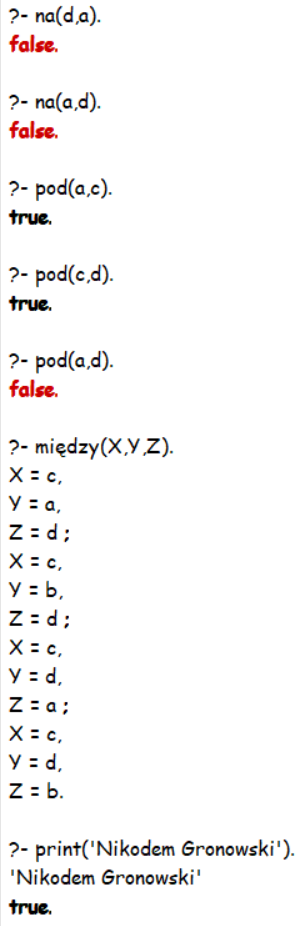 ?- na(d,a).
false.
?- na(a,d).
false.
?- pod(a,c).
true.
?- pod(c,d).
true.
?- pod(a,d).
false.
?- między(X,Y,Z).
X = c,
Y = a,
Z = d ;
X = c,
Y = b,
Z = d ;
X = c,
Y = d,
Z = a ;
X = c,
Y = d,
Z = b.
?- print('Nikodem Gronowski').
'Nikodem Gronowski'
true.